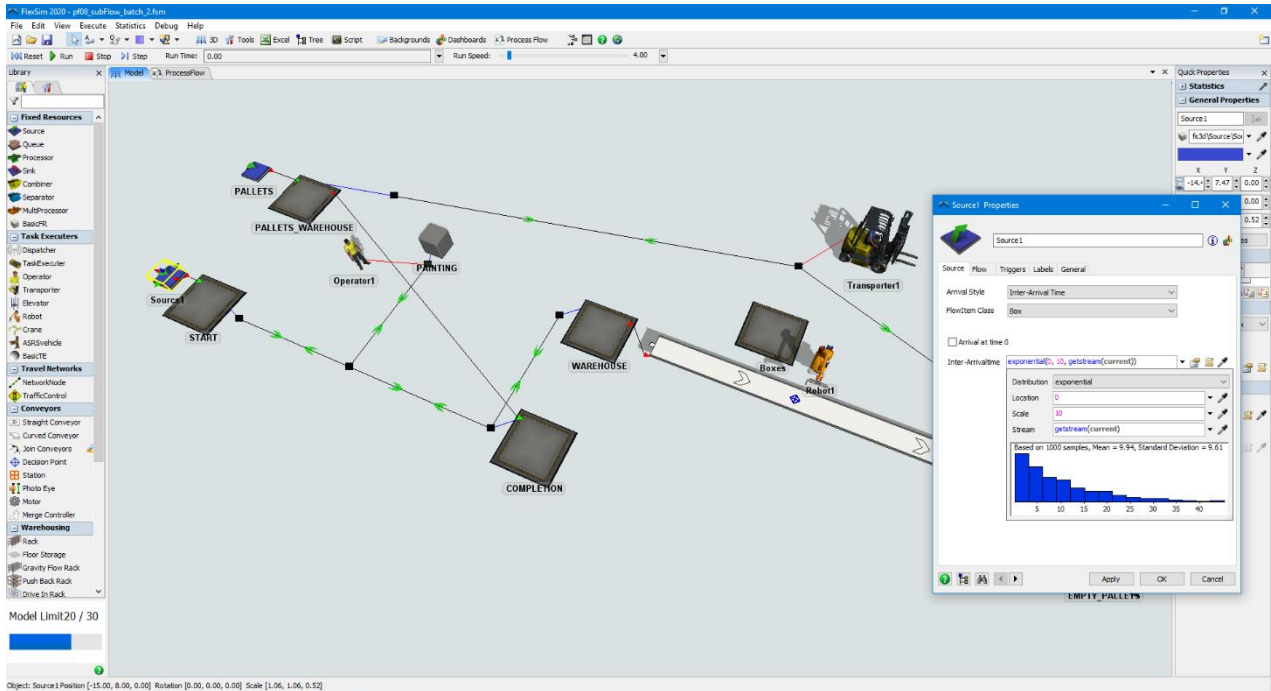 FlexSim 2020 - pf08_subFlow_batch_2.fsm
File Edit View Execute Statistics Debug Help
3D Tools Excel Tree Script Backgrounds Dashboards Process Flow
Reset Run Stop Step Run Time: 0.00 Run Speed: 4.00
Library
Model ProcessFlow
Fixed Resources
Source
Queue
Processor
Sink
Combiner
Separator
MultiProcessor
BasicFR
Task Executers
Dispatcher
TaskExecuter
Operator
Transporter
Elevator
Robot
Crane
ASRSvehicle
BasicTE
Travel Networks
NetworkNode
TrafficControl
Conveyors
Straight Conveyor
Curved Conveyor
Join Conveyors
Decision Point
Station
Photo Eye
Motor
Merge Controller
Warehousing
Rack
Floor Storage
Gravity Flow Rack
Push Back Rack
Drive In Rack
Model Limit20 / 30
PALLETS
PALLETS_WAREHOUSE
Operator1
PAINTING
Source1
START
Transporter1
WAREHOUSE
Boxes
Robot1
COMPLETION
EMPTY_PALLETS
Quick Properties
Statistics
General Properties
Source1
fs3d\Source\So
X Y Z
7.47 0.00
0.00
0.52
Source1 Properties
Source1
Source Flow Triggers Labels General
Arrival Style Inter-Arrival Time
FlowItem Class Box
Arrival at time 0
Inter-Arrivaltime exponential(0, 10, getstream(current))
Distribution exponential
Location 0
Scale 10
Stream getstream(current)
Based on 1000 samples, Mean = 9.94, Standard Deviation = 9.61
5 10 15 20 25 30 35 40
Apply OK Cancel
Object: Source1 Position [-15.00, 8.00, 0.00] Rotation [0.00, 0.00, 0.00] Scale [1.06, 1.06, 0.52]